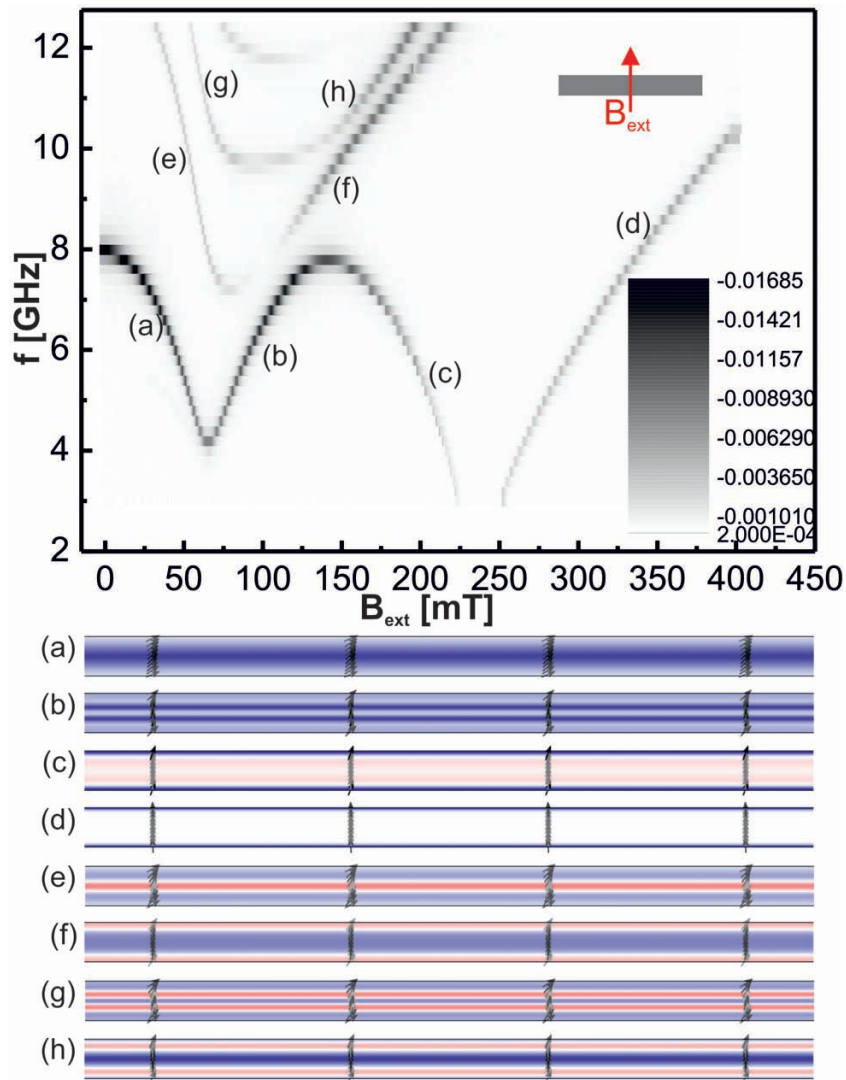 12
10
8
6
4
2
f [GHz]
(g)
(h)
(e)
(f)
(d)
(a)
(b)
(c)
B_ext
-0.01685
-0.01421
-0.01157
-0.008930
-0.006290
-0.003650
-0.001010
2.000E-04
0 50 100 150 200 250 300 350 400 450
B_ext [mT]
(a)
(b)
(c)
(d)
(e)
(f)
(g)
(h)